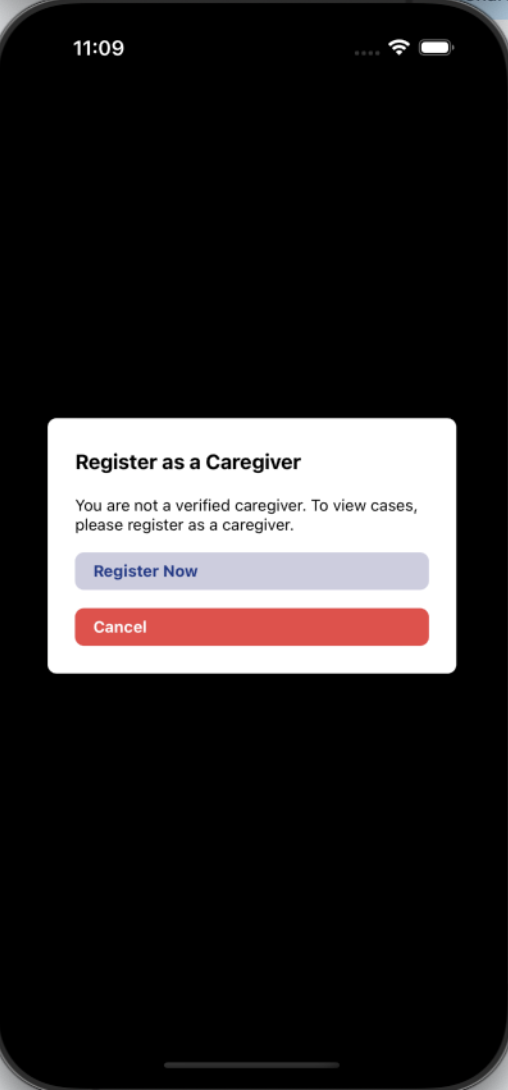 11:09
Register as a Caregiver
You are not a verified caregiver. To view cases,
please register as a caregiver.
Register Now
Cancel